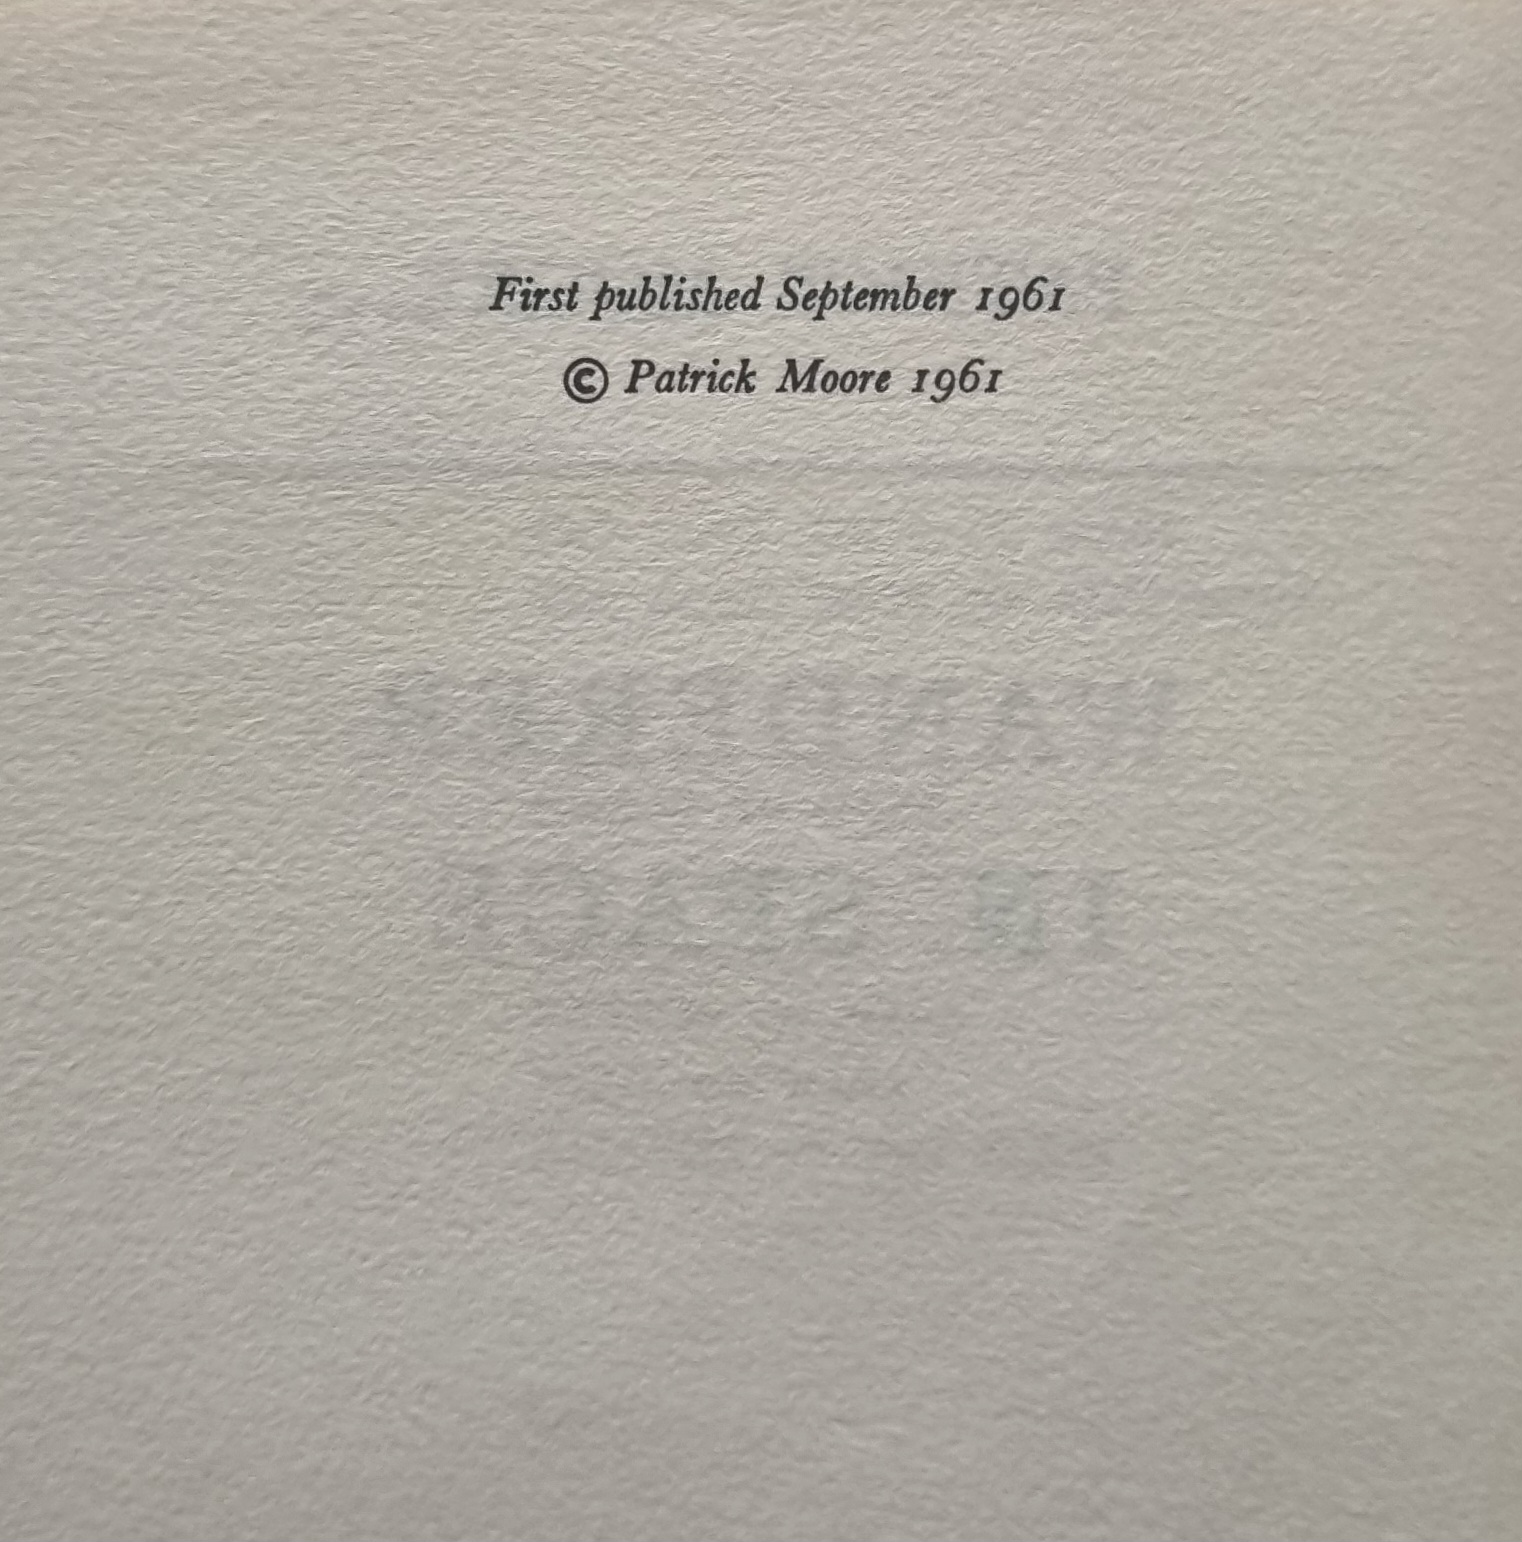 First published September 1961
© Patrick Moore 1961